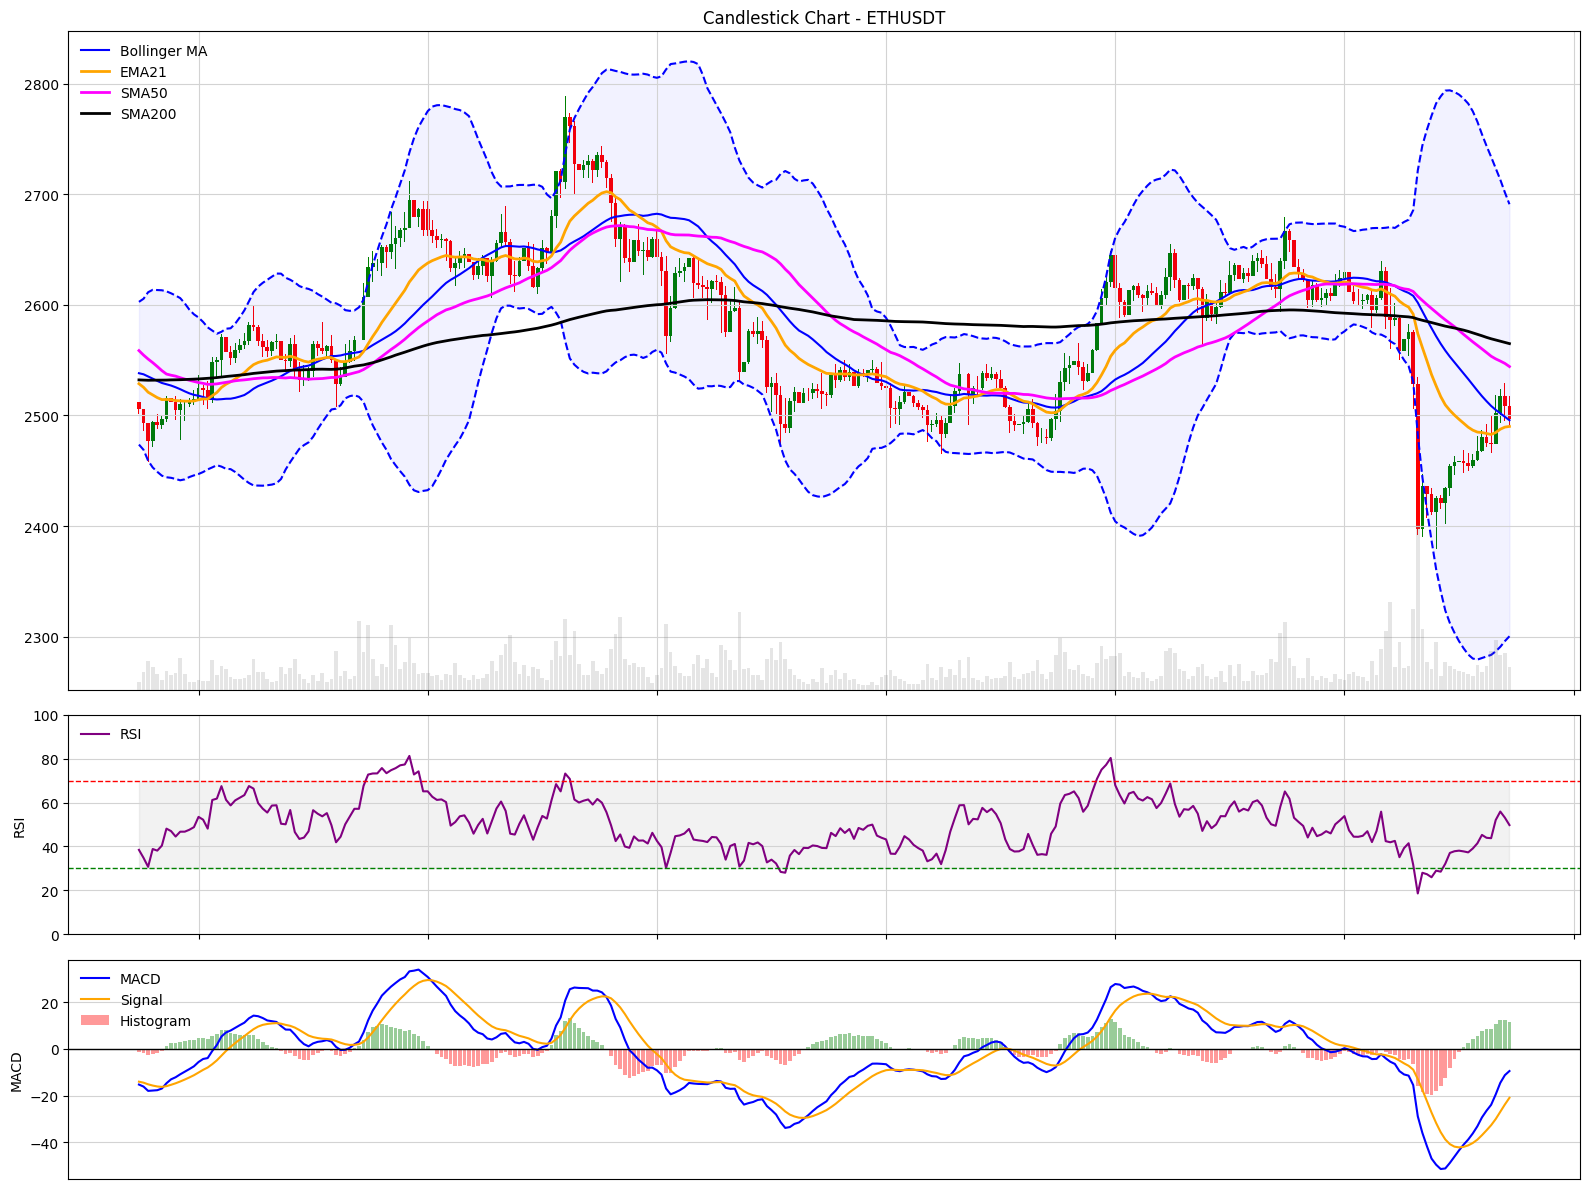 Candlestick Chart - ETHUSDT
Bollinger MA
EMA21
SMA50
SMA200
2800
2700
2600
2500
2400
2300
RSI
100
80
60
40
20
0
RSI
MACD
Signal
Histogram
20
0
−20
−40
MACD